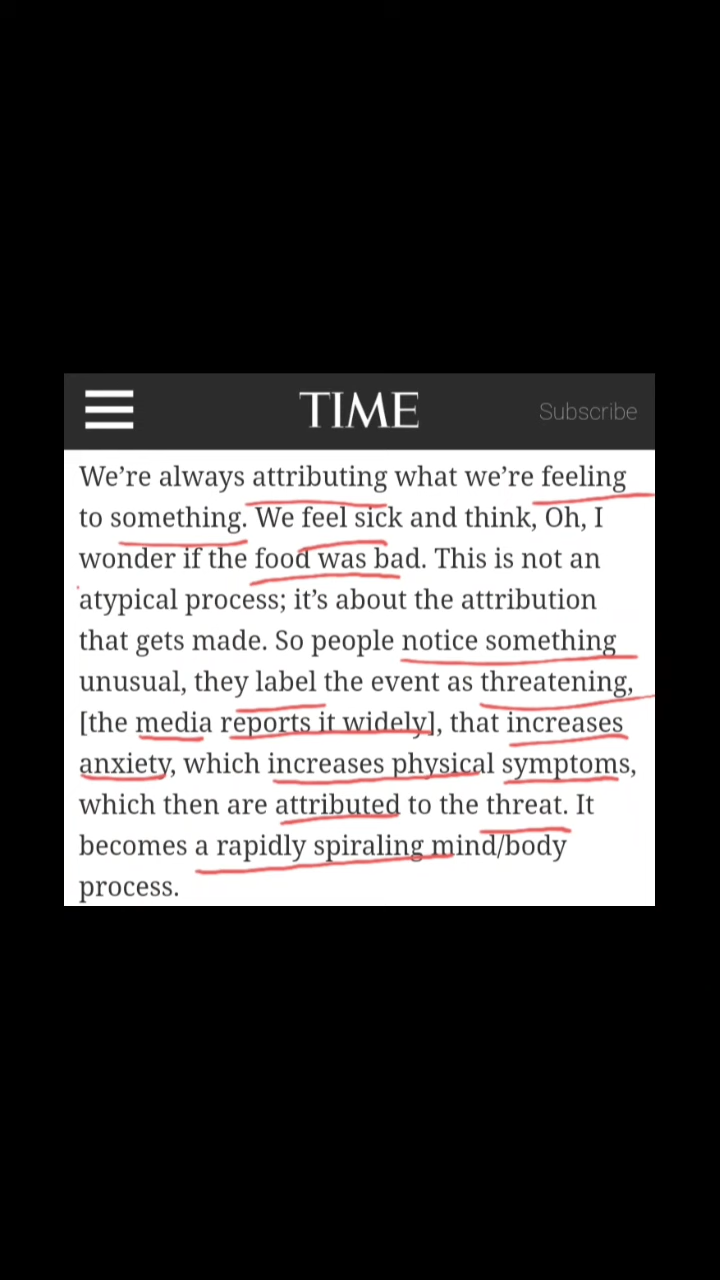 TIME
Subscribe
We’re always attributing what we’re feeling
to something. We feel sick and think, Oh, I
wonder if the food was bad. This is not an
atypical process; it’s about the attribution
that gets made. So people notice something
unusual, they label the event as threatening,
[the media reports it widely], that increases
anxiety, which increases physical symptoms,
which then are attributed to the threat. It
becomes a rapidly spiraling mind/body
process.